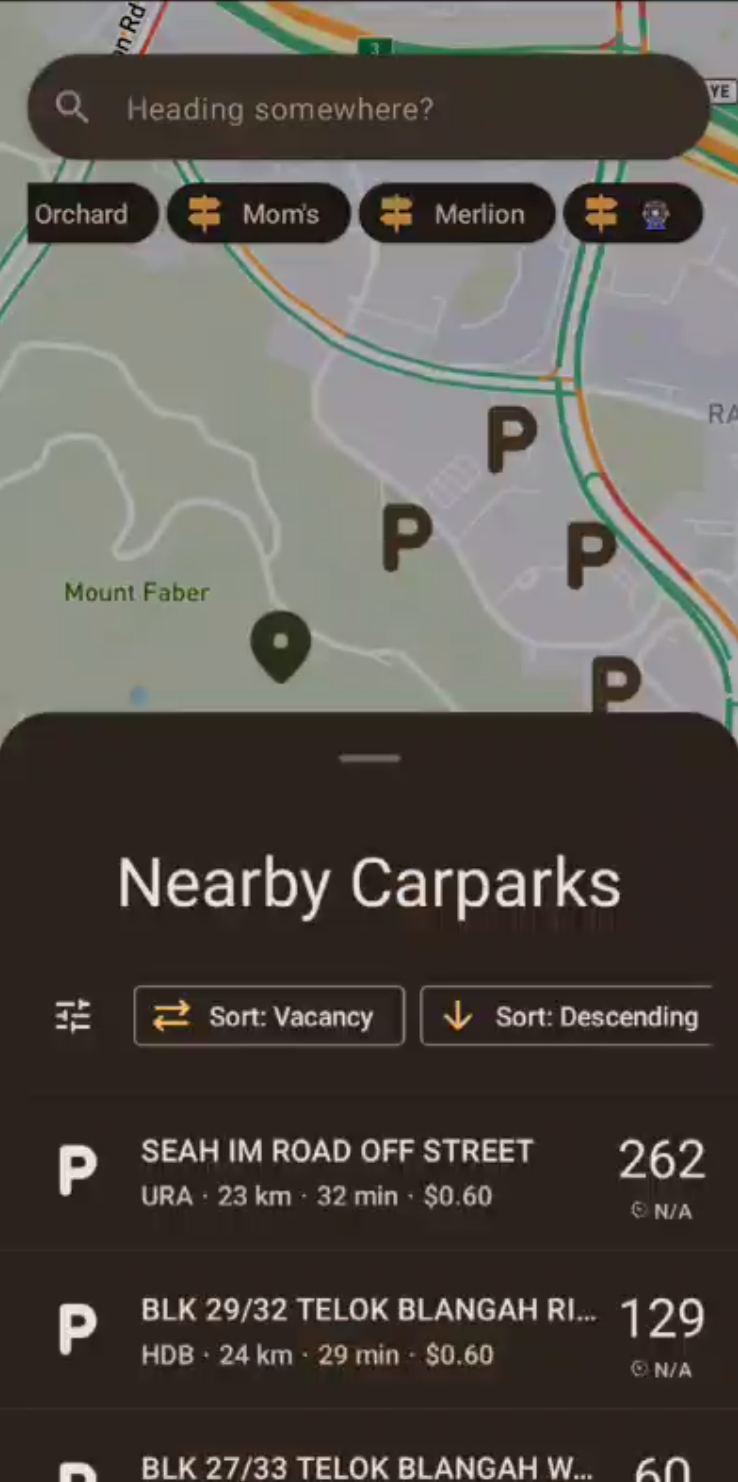 on Rd
3
YE
Heading somewhere?
Orchard
Mom's
Merlion
RA
P
P
P
Mount Faber
P
Nearby Carparks
Sort: Vacancy
Sort: Descending
P
SEAH IM ROAD OFF STREET
262
URA · 23 km · 32 min · $0.60
N/A
P
BLK 29/32 TELOK BLANGAH RI...
129
HDB · 24 km · 29 min · $0.60
N/A
P
BLK 27/33 TELOK BLANGAH W...
60